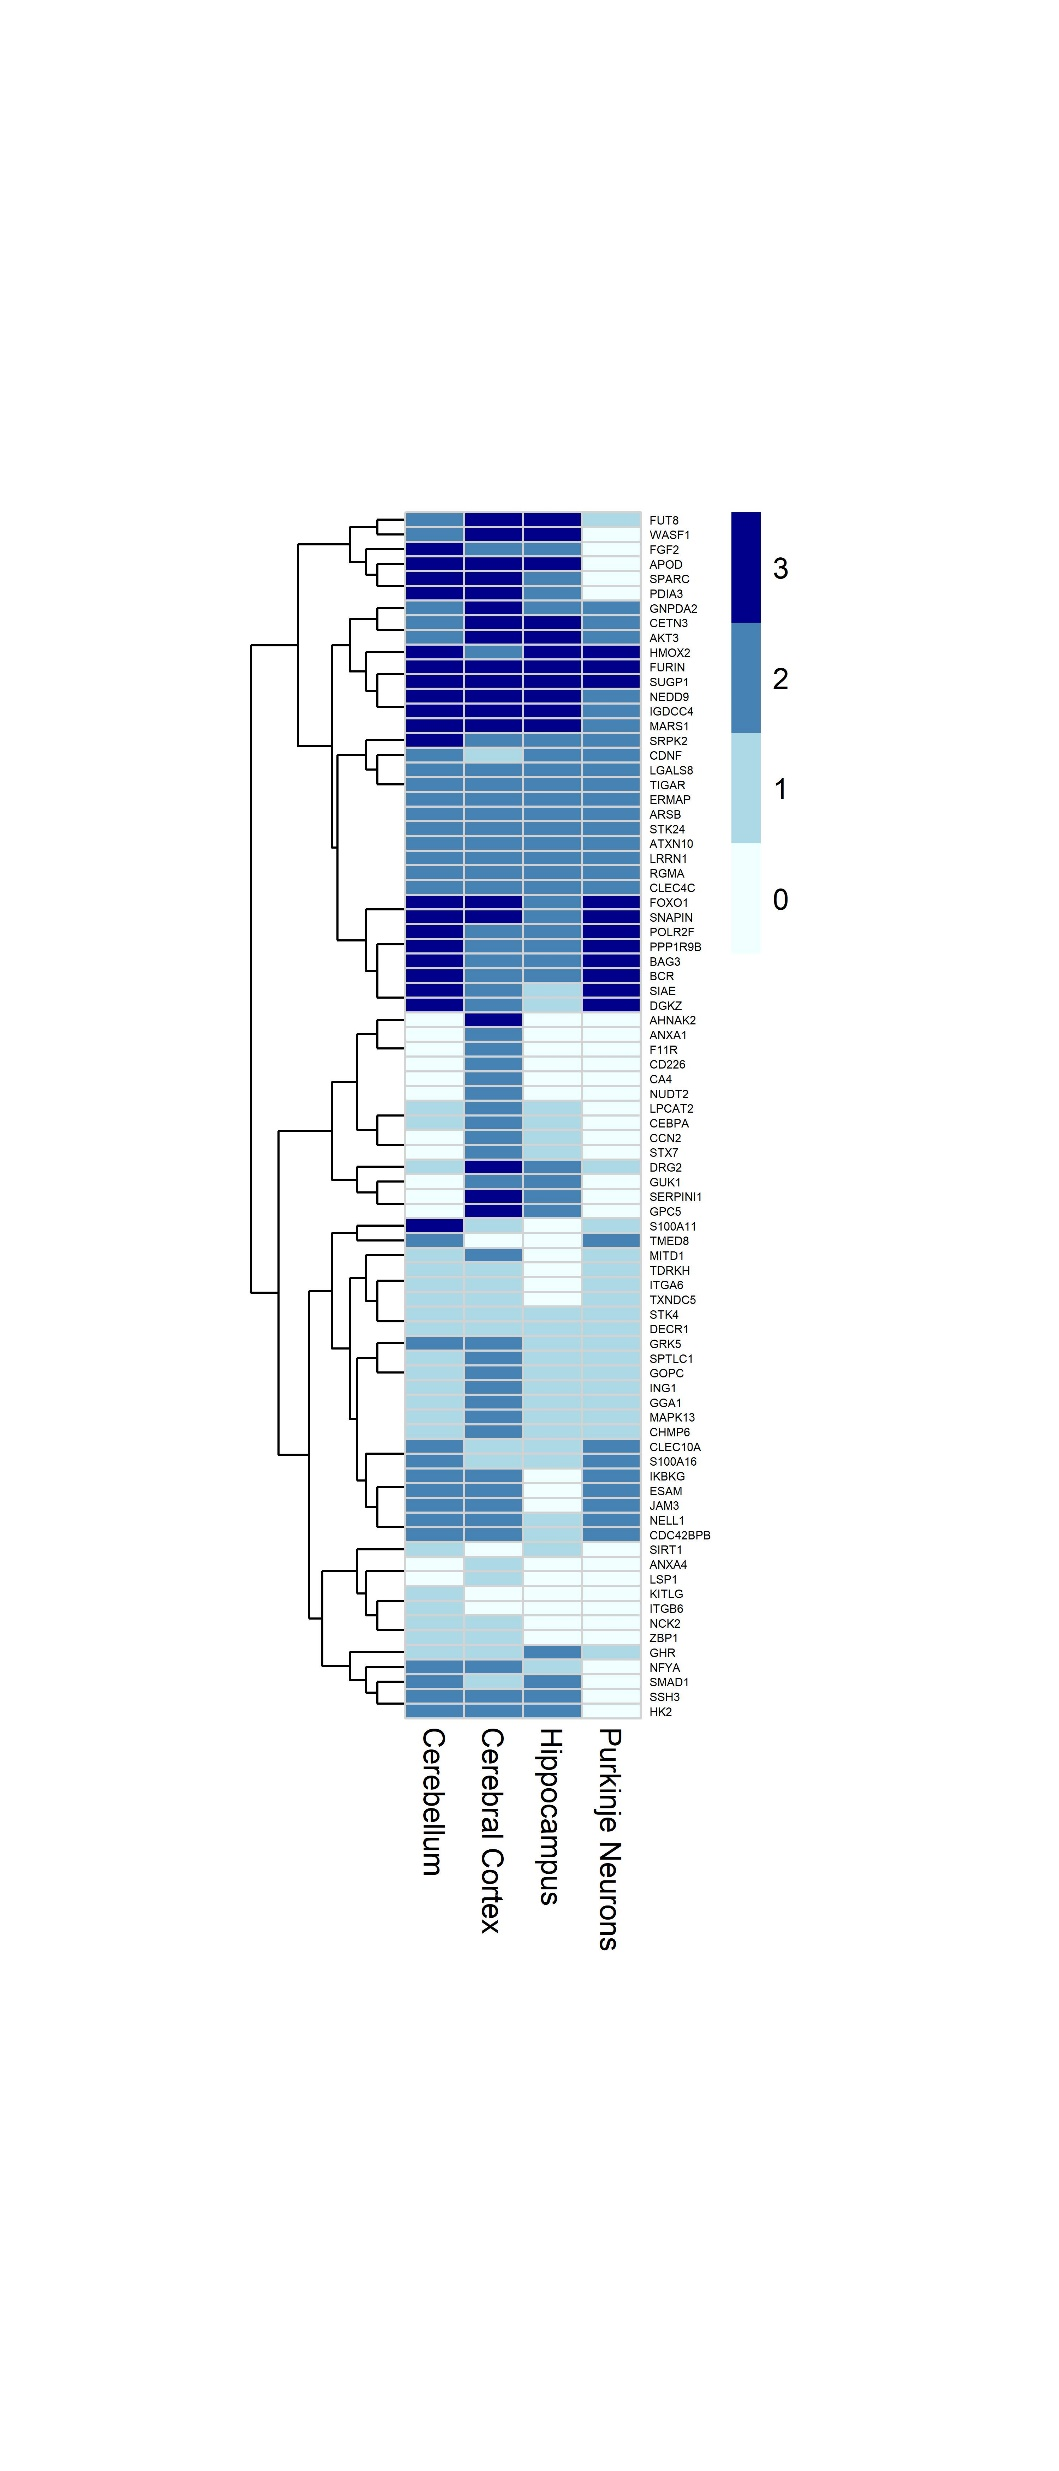 FUT8
WASF1
FGF2
APOD
SPARC
PDIA3
GNPDA2
CETN3
AKT3
HMOX2
FURIN
SUGP1
NEDD9
IGDCC4
MARS1
SRPK2
CDNF
LGALS8
TIGAR
ERMAP
ARSB
STK24
ATXN10
LRRN1
RGMA
CLEC4C
FOXO1
SNAPIN
POLR2F
PPP1R9B
BAG3
BCR
SIAE
DGKZ
AHNAK2
ANXA1
F11R
CD226
CA4
NUDT2
LPCAT2
CEBPA
CCN2
STX7
DRG2
GUK1
SERPINI1
GPC5
S100A11
TMED8
MITD1
TDRKH
ITGA6
TXNDC5
STK4
DECR1
GRK5
SPTLC1
GOPC
ING1
GGA1
MAPK13
CHMP6
CLEC10A
S100A16
IKBKG
ESAM
JAM3
NELL1
CDC42BPB
SIRT1
ANXA4
LSP1
KITLG
ITGB6
NCK2
ZBP1
GHR
NFYA
SMAD1
SSH3
HK2
3
2
1
0
Cerebellum
Cerebral Cortex
Hippocampus
Purkinje Neurons